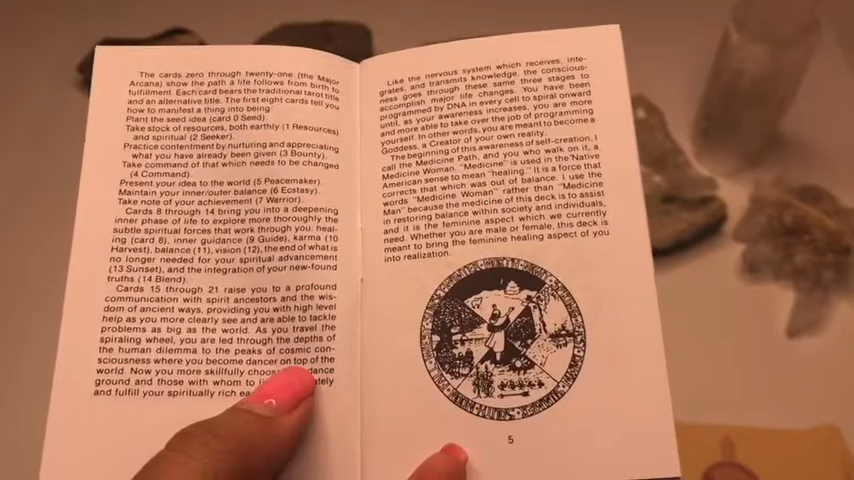 The cards zero through twenty-one (the Major
Arcana) show the path a life follows from birth to
fulfillment. Each card bears the traditional tarot title
and an alternative title. The first eight cards tell you
how to manifest a thing into being:
Plant the seed idea (card 0 Seed).
Take stock of resources, both earthly (1 Resources)
and spiritual (2 Seeker).
Practice contentment by nurturing and appreciating
what you have already been given (3 Bounty).
Take command of that which needs to be changed
(4 Command).
Present your idea to the world (5 Peacemaker).
Maintain your inner/outer balance (6 Ecstasy).
Take note of your achievement (7 Warrior).
Cards 8 through 14 bring you into a deepening
inner phase of life to explore more thoroughly the
subtle spiritual forces that work through you: heal-
ing (card 8), inner guidance (9 Guide), karma (10
Harvest), balance (11), vision (12), the end of what is
no longer needed for your spiritual advancement
(13 Sunset), and the integration of your new-found
truths (14 Blend).
Cards 15 through 21 raise you to a profound
communication with spirit ancestors and the wis-
dom of ancient ways, providing you with high level
help as you more clearly see and are able to tackle
problems as big as the world. As you travel the
spiraling wheel, you are led through the depths of
the human dilemma to the peaks of cosmic con-
sciousness where you become dancer on top of the
world. Now you more skillfully choose dance
ground and those with whom to
and fulfill your spiritually rich
Like the nervous system which receives, inte-
grates, and transmits knowledge, the conscious-
ness goes through these same three stages to
accomplish major life changes. You have been
programmed by DNA in every cell to spiral onward
until, as your awareness increases, you are more
and more able to take over the job of programming
yourself. In other words, you are meant to become a
Goddess, a Creator of your own reality.
The beginning of this awareness of self-creation, I
call the Medicine Path, and you who walk on it, a
Medicine Woman. "Medicine" is used in the Native
American sense to mean "healing." It is a force that
corrects that which was out of balance. I use the
words "Medicine Woman" rather than "Medicine
Man" because the medicine of this deck is to assist
in restoring balance within society and individuals,
and it is the feminine aspect which we currently
need. Whether you are male or female, this deck is
meant to bring the feminine healing aspect of you
into realization.
5